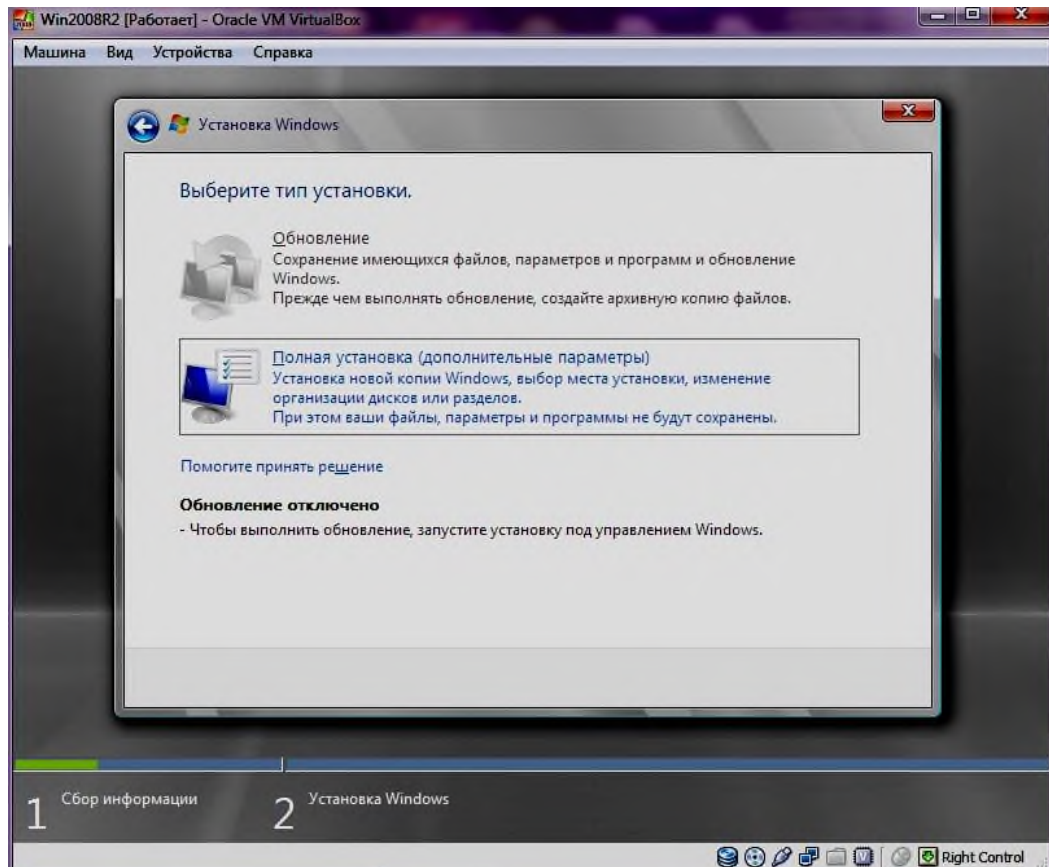 Win2008R2 [Работает] - Oracle VM VirtualBox
Машина Вид Устройства Справка
Установка Windows
Выберите тип установки.
Обновление
Сохранение имеющихся файлов, параметров и программ и обновление
Windows.
Прежде чем выполнять обновление, создайте архивную копию файлов.
Полная установка (дополнительные параметры)
Установка новой копии Windows, выбор места установки, изменение
организации дисков или разделов.
При этом ваши файлы, параметры и программы не будут сохранены.
Помогите принять решение
Обновление отключено
- Чтобы выполнить обновление, запустите установку под управлением Windows.
1 Сбор информации 2 Установка Windows
Right Control